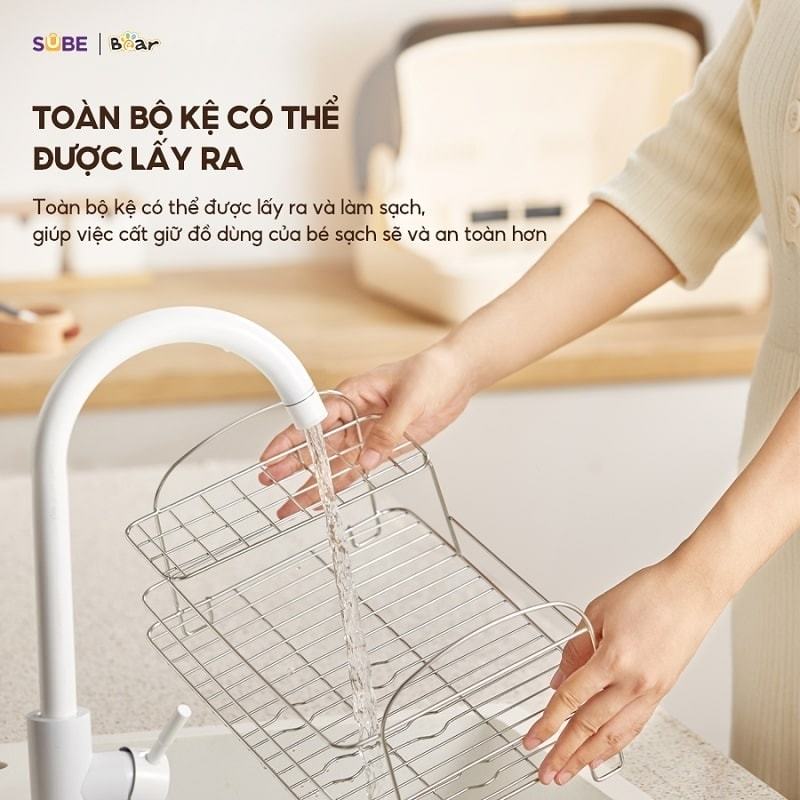 SUBE | Bear
TOÀN BỘ KỆ CÓ THỂ
ĐƯỢC LẤY RA
Toàn bộ kệ có thể được lấy ra và làm sạch,
giúp việc cất giữ đồ dùng của bé sạch sẽ và an toàn hơn